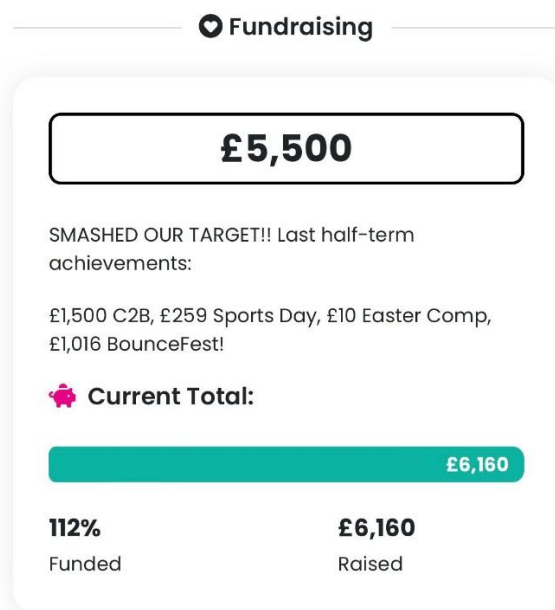 Fundraising
£5,500
SMASHED OUR TARGET!! Last half-term
achievements:
£1,500 C2B, £259 Sports Day, £10 Easter Comp,
£1,016 BounceFest!
Current Total:
£6,160
112%
Funded
£6,160
Raised